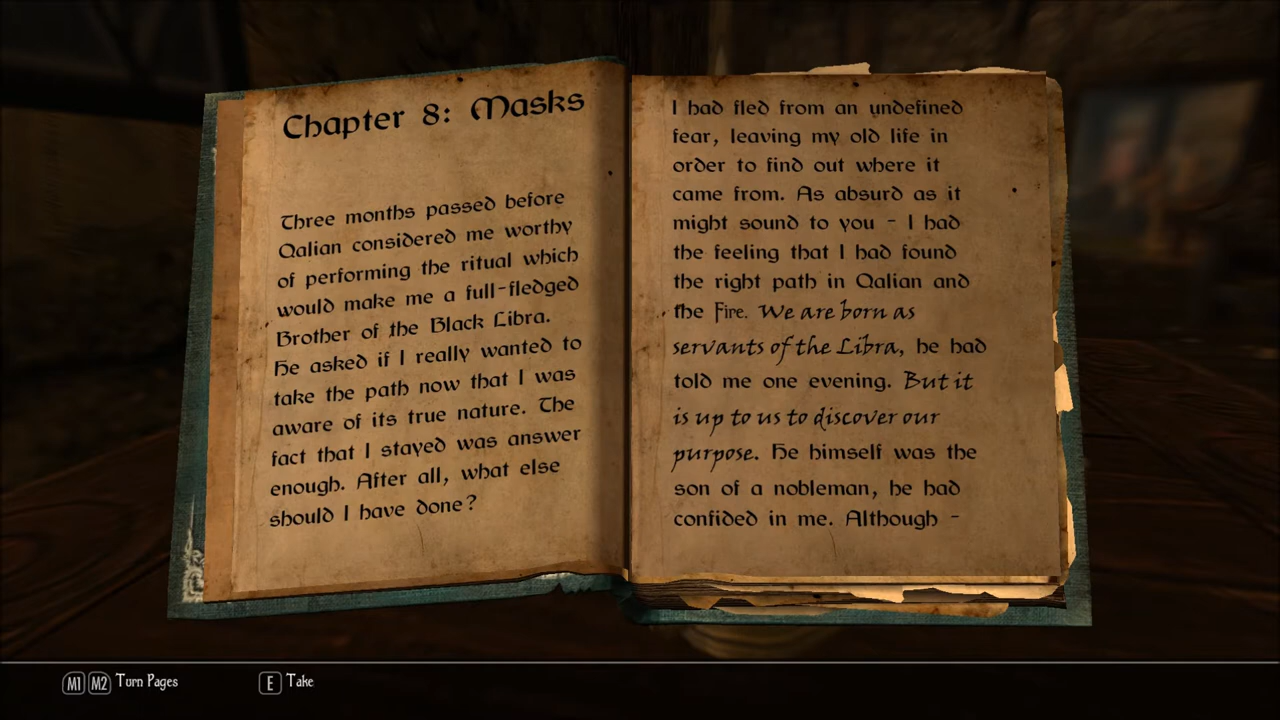 Chapter 8: Masks
Three months passed before
Qalian considered me worthy
of performing the ritual which
would make me a full-fledged
Brother of the Black Libra.
He asked if I really wanted to
take the path now that I was
aware of its true nature. The
fact that I stayed was answer
enough. After all, what else
should I have done?
I had fled from an undefined
fear, leaving my old life in
order to find out where it
came from. As absurd as it
might sound to you - I had
the feeling that I had found
the right path in Qalian and
the Fire. We are born as
servants of the Libra, he had
told me one evening. But it
is up to us to discover our
purpose. He himself was the
son of a nobleman, he had
confided in me. Although -
M1 M2 Turn Pages
E Take